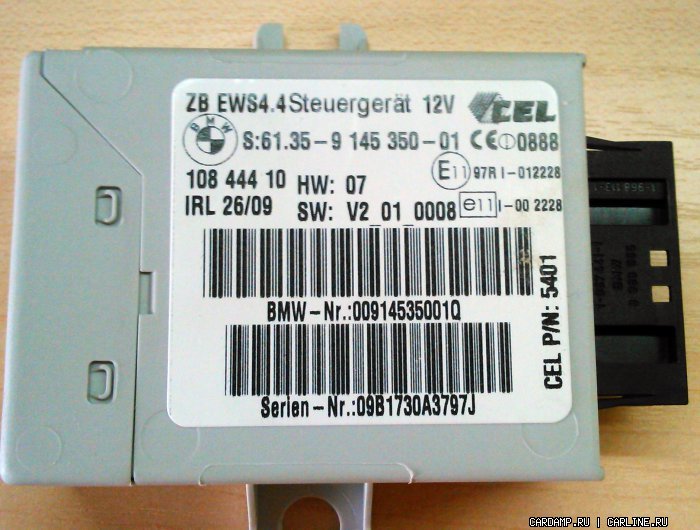 ZB EWS4.4 Steuergerät 12V CEL
BMW S:61.35-9 145 350-01 CE 0888
108 444 10 HW: 07 E11 97R I-012228
IRL 26/09 SW: V2_01_0008 e11 I-00 2228
BMW-Nr.:00914535001Q
Serien-Nr.:09B1730A3797J
CEL P/N: 5401
CARDAMP.RU | CARLINE.RU